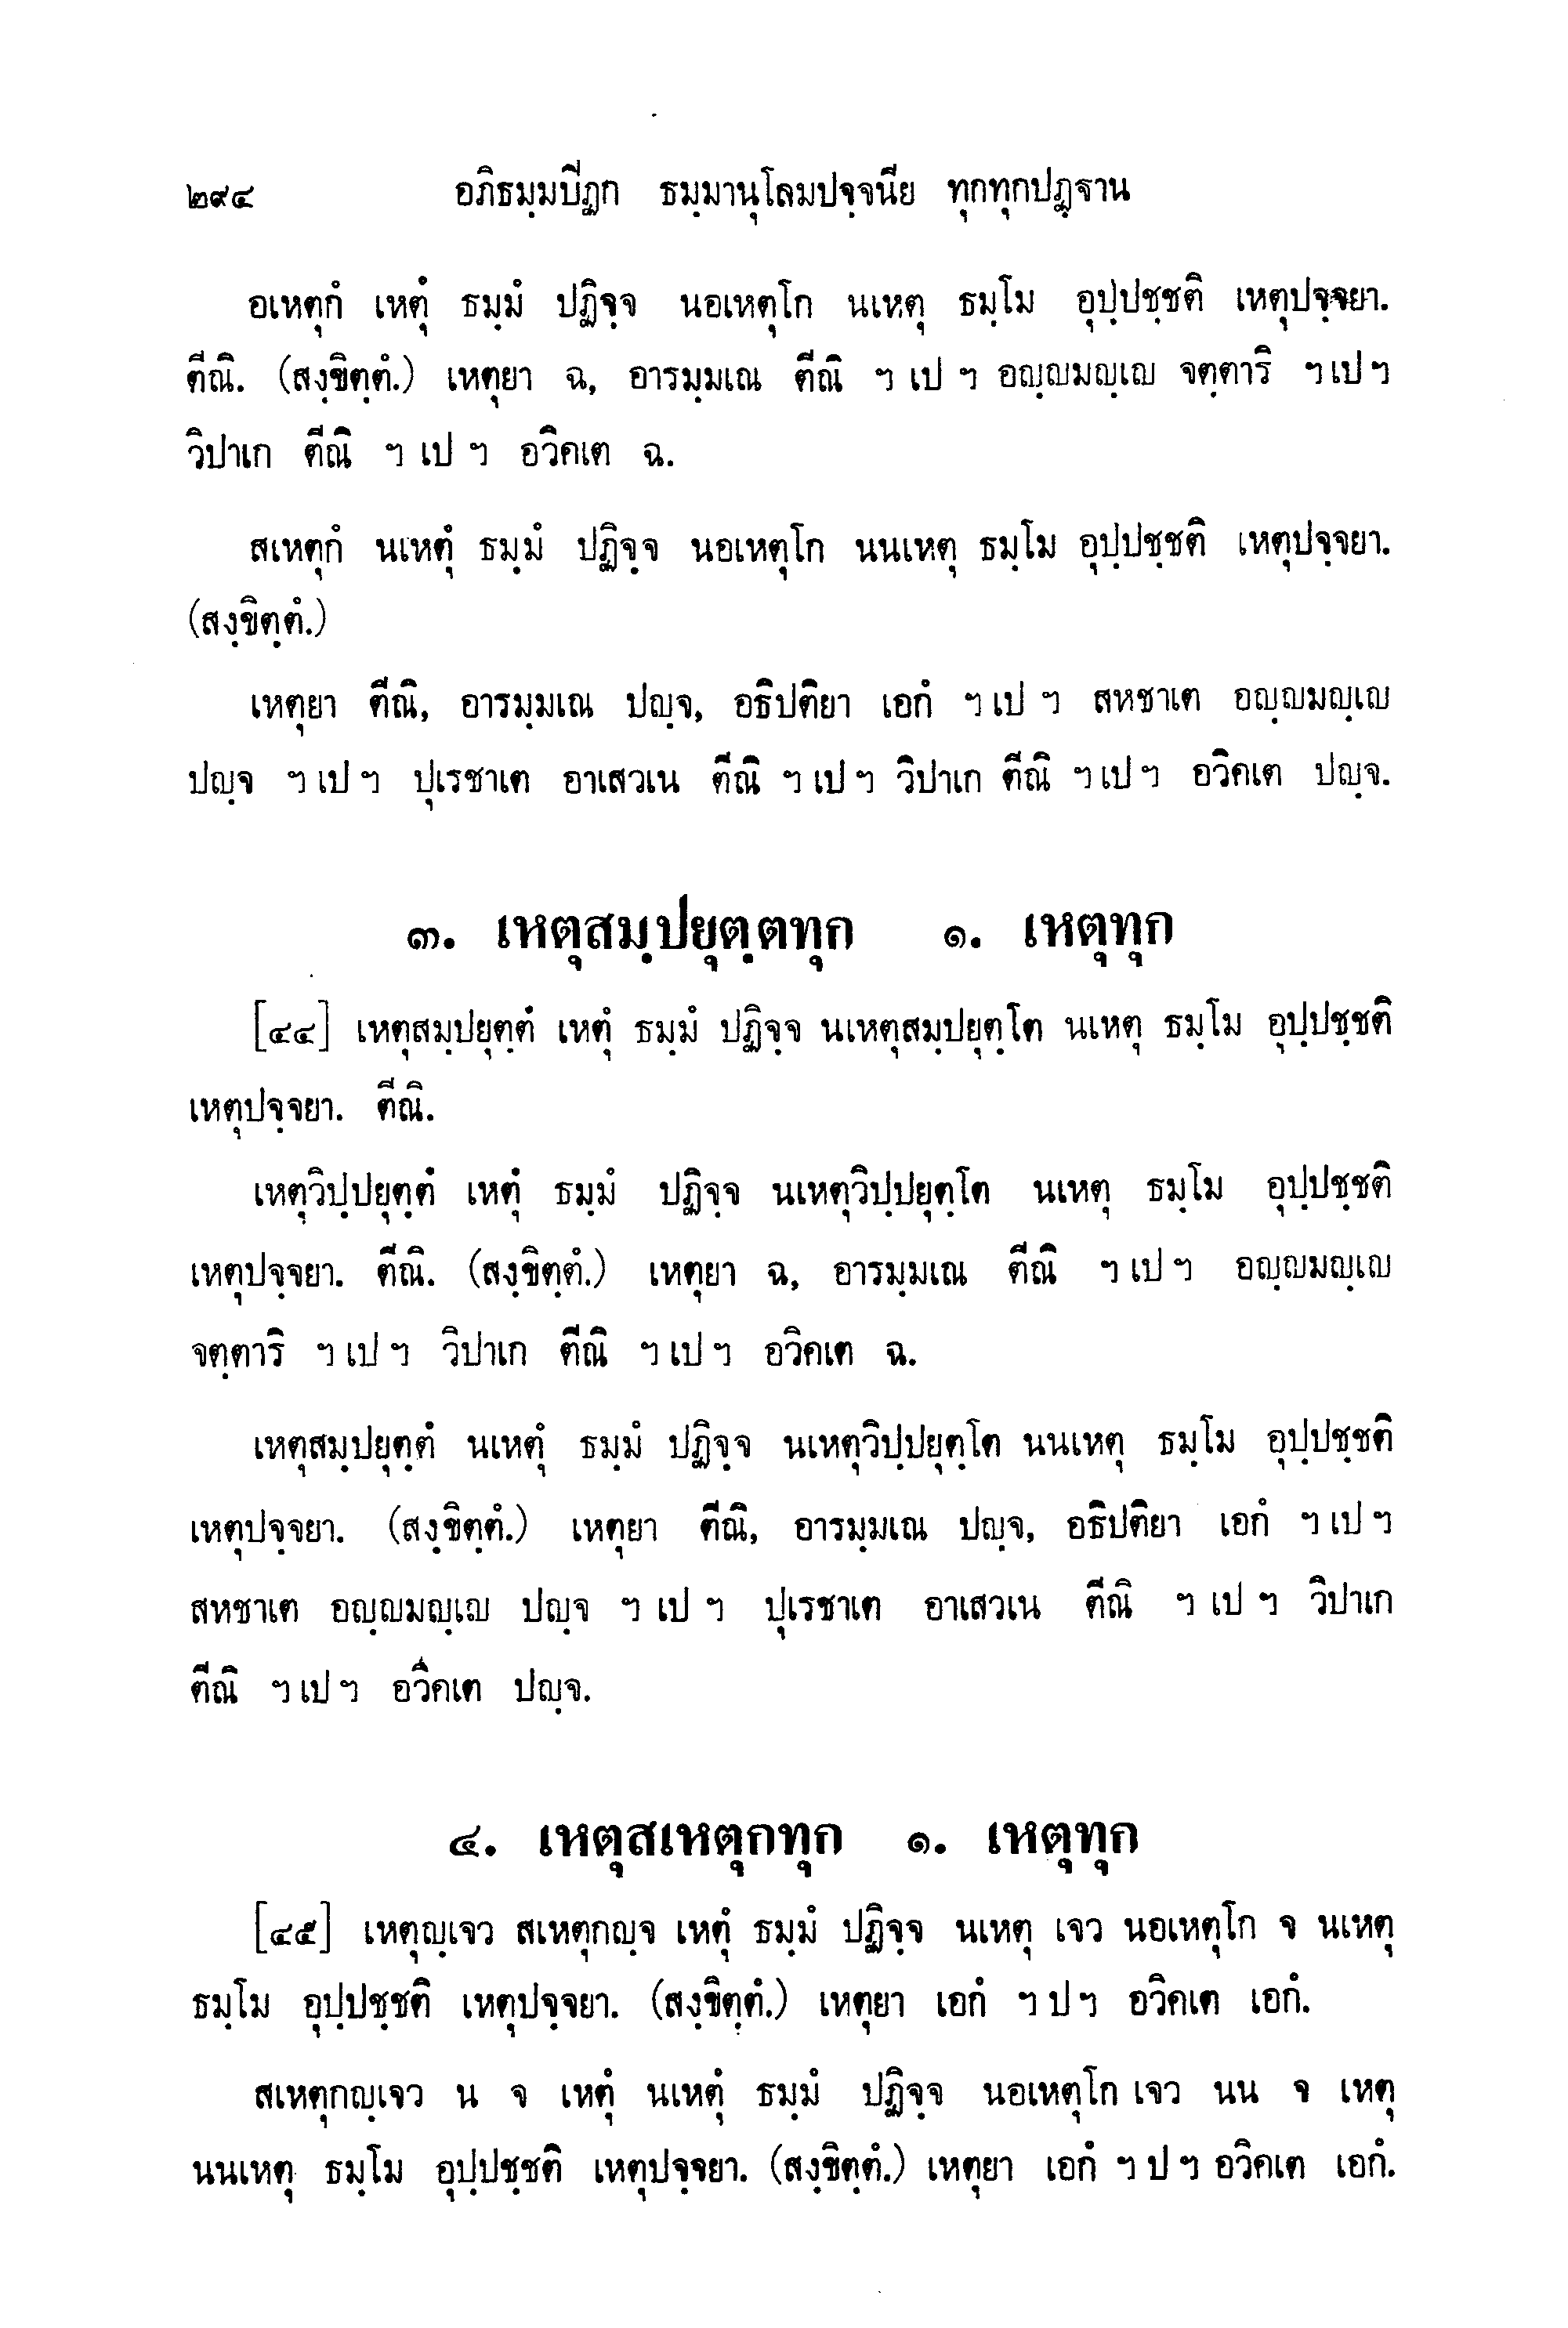 ๒๙๔ อภิธมฺมปีฏก ธมฺมานุโลมปจฺจนีย ทุกทุกปฏฺฐาน
อเหตุกํ เหตุํ ธมฺมํ ปฏิจฺจ นอเหตุโก นเหตุ ธมฺโม อุปฺปชฺชติ เหตุปจฺจยา.
ตีณิ. (สงฺขิตฺตํ.) เหตุยา ฉ, อารมฺมเณ ตีณิ ฯ เป ฯ อญฺญมญฺเญ จตฺตาริ ฯ เป ฯ
วิปาเก ตีณิ ฯ เป ฯ อวิคเต ฉ.
สเหตุกํ นเหตุํ ธมฺมํ ปฏิจฺจ นอเหตุโก นนเหตุ ธมฺโม อุปฺปชฺชติ เหตุปจฺจยา.
(สงฺขิตฺตํ.)
เหตุยา ตีณิ, อารมฺมเณ ปญฺจ, อธิปติยา เอกํ ฯ เป ฯ สหชาเต อญฺญมญฺเญ
ปญฺจ ฯ เป ฯ ปุเรชาเต อาเสวเน ตีณิ ฯ เป ฯ วิปาเก ตีณิ ฯ เป ฯ อวิคเต ปญฺจ.
๓. เหตุสมฺปยุตฺตทุก ๑. เหตุทุก
[๔๔] เหตุสมฺปยุตฺตํ เหตุํ ธมฺมํ ปฏิจฺจ นเหตุสมฺปยุตฺโต นเหตุ ธมฺโม อุปฺปชฺชติ
เหตุปจฺจยา. ตีณิ.
เหตุวิปฺปยุตฺตํ เหตุํ ธมฺมํ ปฏิจฺจ นเหตุวิปฺปยุตฺโต นเหตุ ธมฺโม อุปฺปชฺชติ
เหตุปจฺจยา. ตีณิ. (สงฺขิตฺตํ.) เหตุยา ฉ, อารมฺมเณ ตีณิ ฯ เป ฯ อญฺญมญฺเญ
จตฺตาริ ฯ เป ฯ วิปาเก ตีณิ ฯ เป ฯ อวิคเต ฉ.
เหตุสมฺปยุตฺตํ นเหตุํ ธมฺมํ ปฏิจฺจ นเหตุวิปฺปยุตฺโต นนเหตุ ธมฺโม อุปฺปชฺชติ
เหตุปจฺจยา. (สงฺขิตฺตํ.) เหตุยา ตีณิ, อารมฺมเณ ปญฺจ, อธิปติยา เอกํ ฯ เป ฯ
สหชาเต อญฺญมญฺเญ ปญฺจ ฯ เป ฯ ปุเรชาเต อาเสวเน ตีณิ ฯ เป ฯ วิปาเก
ตีณิ ฯ เป ฯ อวิคเต ปญฺจ.
๔. เหตุสเหตุกทุก ๑. เหตุทุก
[๔๕] เหตุญฺเจว สเหตุกญฺจ เหตุํ ธมฺมํ ปฏิจฺจ นเหตุ เจว นอเหตุโก จ นเหตุ
ธมฺโม อุปฺปชฺชติ เหตุปจฺจยา. (สงฺขิตฺตํ.) เหตุยา เอกํ ฯ ป ฯ อวิคเต เอกํ.
สเหตุกญฺเจว น จ เหตุํ นเหตุํ ธมฺมํ ปฏิจฺจ นอเหตุโก เจว นน จ เหตุ
นนเหตุ ธมฺโม อุปฺปชฺชติ เหตุปจฺจยา. (สงฺขิตฺตํ.) เหตุยา เอกํ ฯ ป ฯ อวิคเต เอกํ.